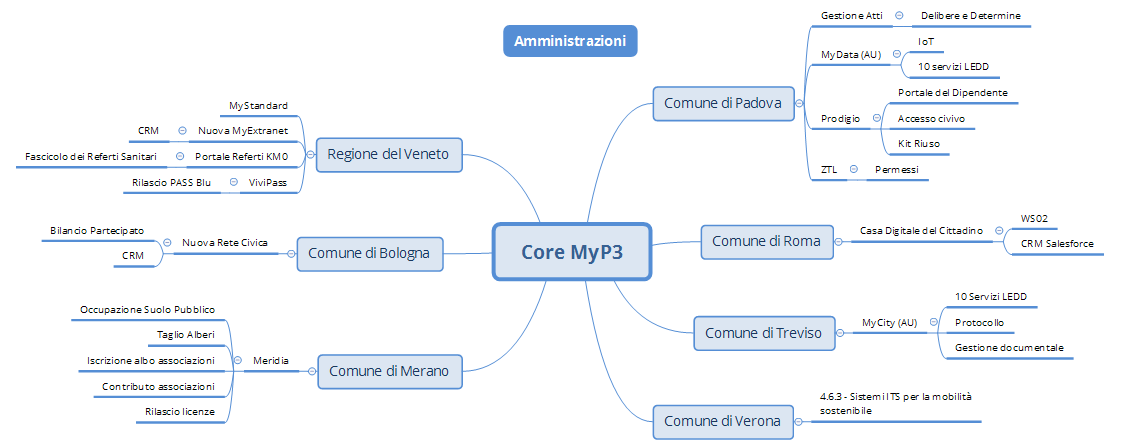 Amministrazioni
Core MyP3
Comune di Padova
Gestione Atti
Delibere e Determine
MyData (AU)
IoT
10 servizi LEDD
Prodigio
Portale del Dipendente
Accesso civivo
Kit Riuso
ZTL
Permessi
Comune di Roma
Casa Digitale del Cittadino
WS02
CRM Salesforce
Comune di Treviso
MyCity (AU)
10 Servizi LEDD
Protocollo
Gestione documentale
Comune di Verona
4.6.3 - Sistemi ITS per la mobilità
sostenibile
Regione del Veneto
MyStandard
Nuova MyExtranet
CRM
Portale Referti KM0
Fascicolo dei Referti Sanitari
ViviPass
Rilascio PASS Blu
Comune di Bologna
Nuova Rete Civica
Bilancio Partecipato
CRM
Comune di Merano
Meridia
Occupazione Suolo Pubblico
Taglio Alberi
Iscrizione albo associazioni
Contributo associazioni
Rilascio licenze